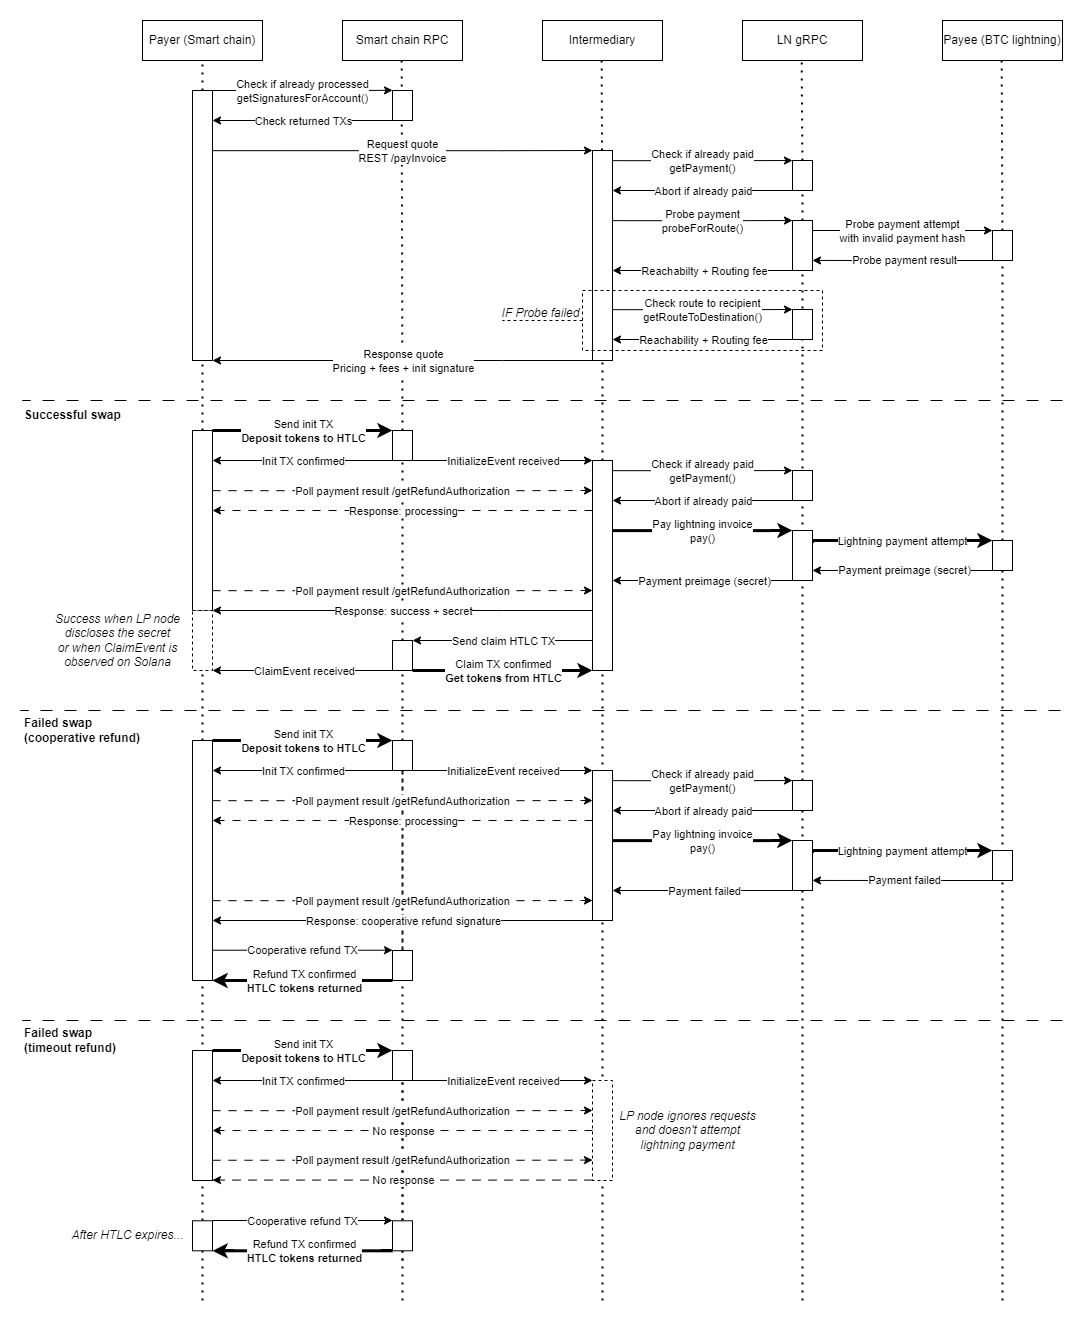 Payer (Smart chain)
Smart chain RPC
Intermediary
LN gRPC
Payee (BTC lightning)
Check if already processed
getSignaturesForAccount()
Check returned TXs
Request quote
REST /payInvoice
Check if already paid
getPayment()
Abort if already paid
Probe payment
probeForRoute()
Probe payment attempt
with invalid payment hash
Probe payment result
Reachabilty + Routing fee
IF Probe failed
Check route to recipient
getRouteToDestination()
Reachability + Routing fee
Response quote
Pricing + fees + init signature
Successful swap
Send init TX
Deposit tokens to HTLC
Init TX confirmed
InitializeEvent received
Check if already paid
getPayment()
Poll payment result /getRefundAuthorization
Abort if already paid
Response: processing
Pay lightning invoice
pay()
Lightning payment attempt
Payment preimage (secret)
Payment preimage (secret)
Poll payment result /getRefundAuthorization
Response: success + secret
Success when LP node
discloses the secret
or when ClaimEvent is
observed on Solana
Send claim HTLC TX
ClaimEvent received
Claim TX confirmed
Get tokens from HTLC
Failed swap
(cooperative refund)
Send init TX
Deposit tokens to HTLC
Init TX confirmed
InitializeEvent received
Check if already paid
getPayment()
Poll payment result /getRefundAuthorization
Abort if already paid
Response: processing
Pay lightning invoice
pay()
Lightning payment attempt
Payment failed
Payment failed
Poll payment result /getRefundAuthorization
Response: cooperative refund signature
Cooperative refund TX
Refund TX confirmed
HTLC tokens returned
Failed swap
(timeout refund)
Send init TX
Deposit tokens to HTLC
Init TX confirmed
InitializeEvent received
Poll payment result /getRefundAuthorization
No response
LP node ignores requests
and doesn't attempt
lightning payment
Poll payment result /getRefundAuthorization
No response
After HTLC expires...
Cooperative refund TX
Refund TX confirmed
HTLC tokens returned